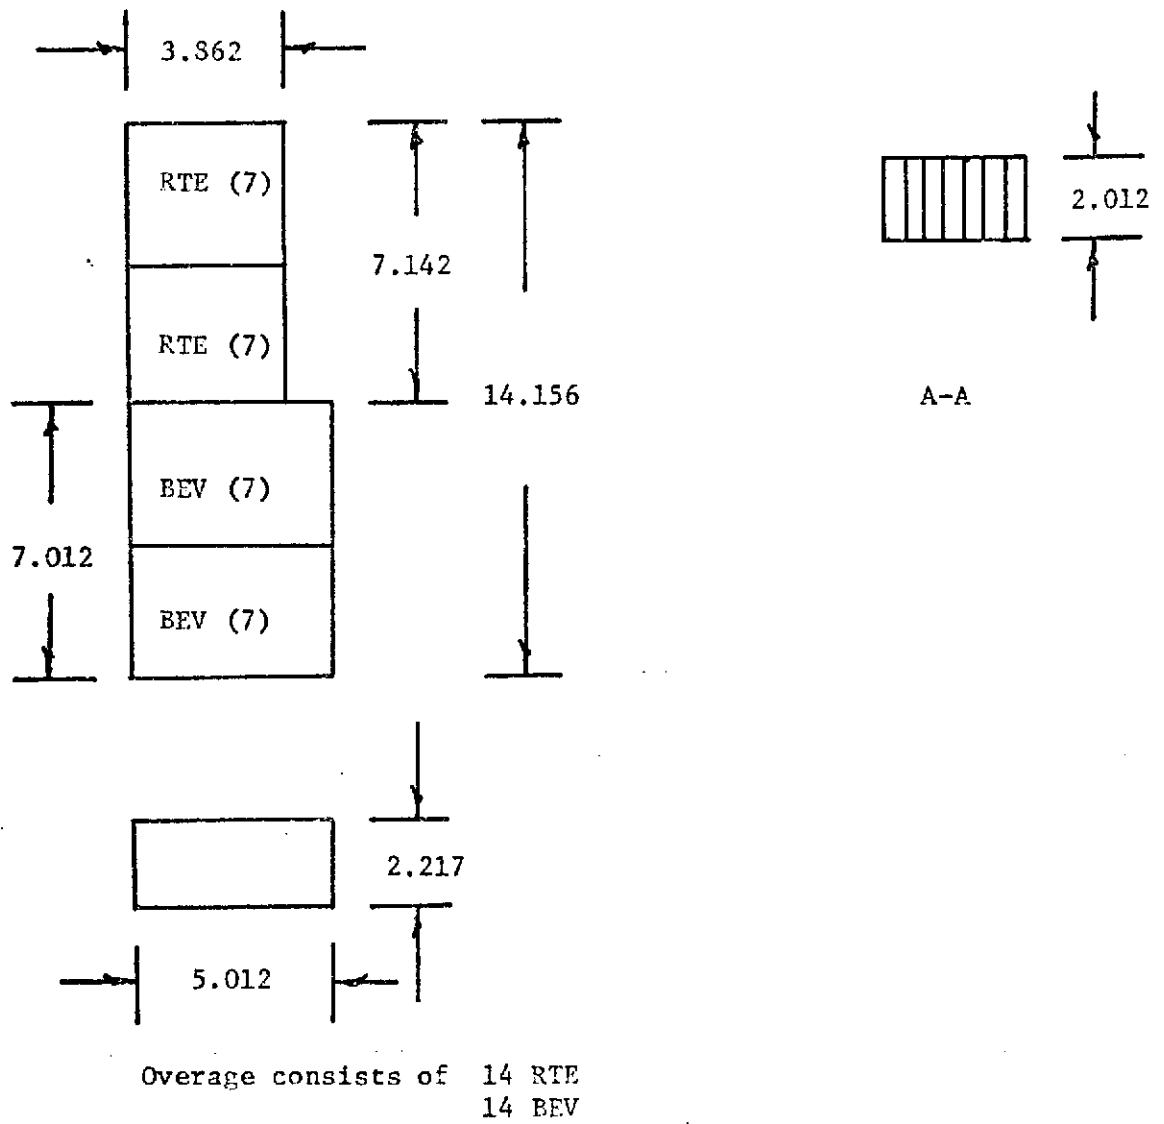 3.862
RTE (7)
2.012
7.142
RTE (7)
14.156
A-A
BEV (7)
7.012
BEV (7)
2.217
5.012
Overage consists of 14 RTE
14 BEV